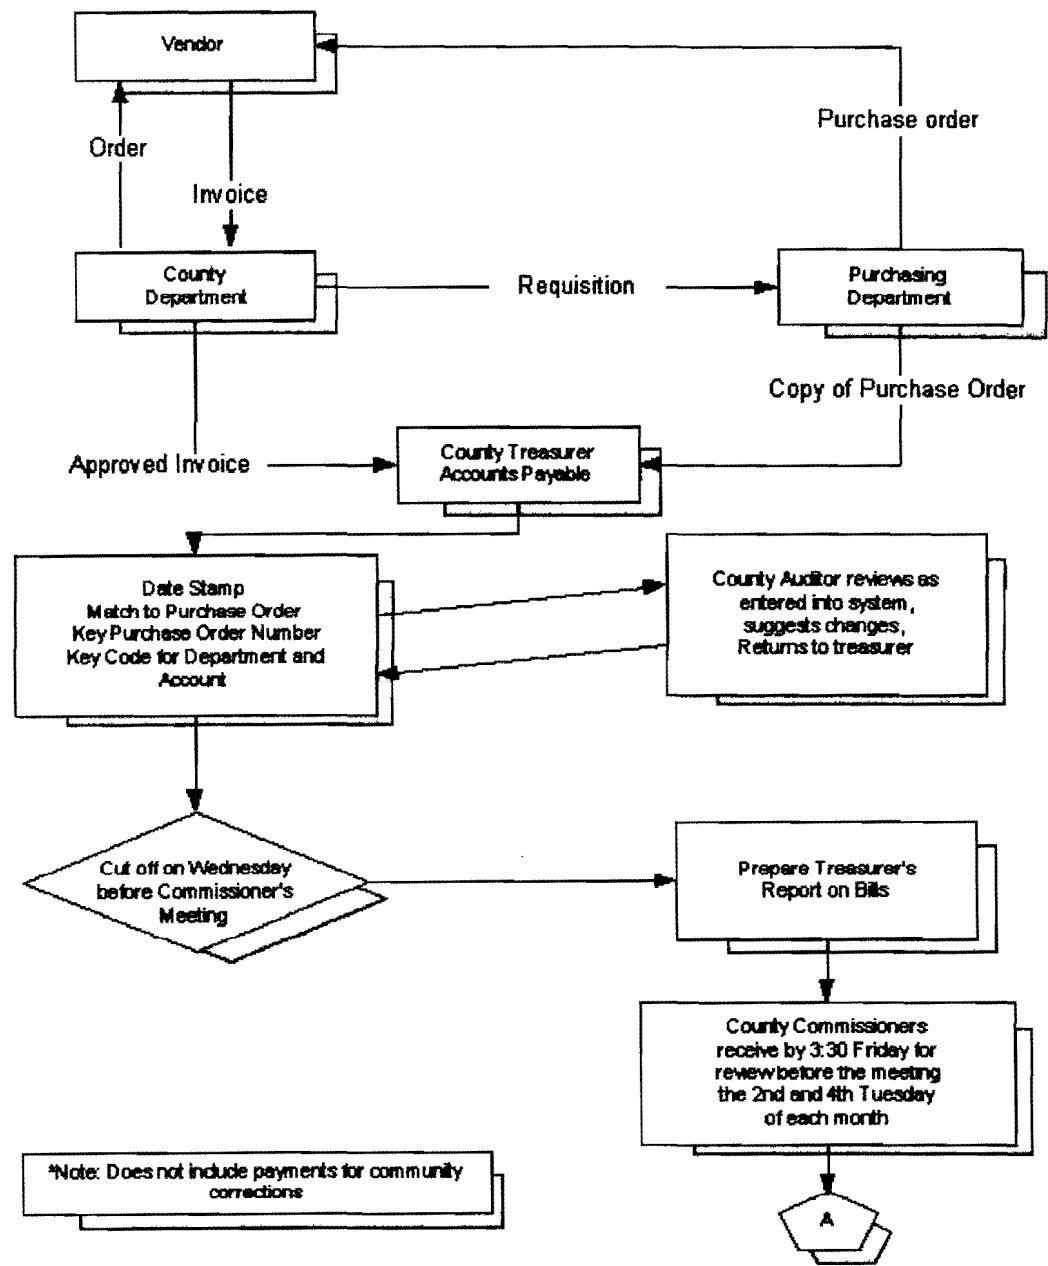 Vendor
Purchase order
Order
Invoice
County
Department
Requisition
Purchasing
Department
Copy of Purchase Order
Approved Invoice
County Treasurer
Accounts Payable
Date Stamp
Match to Purchase Order
Key Purchase Order Number
Key Code for Department and
Account
County Auditor reviews as
entered into system,
suggests changes,
Returns to treasurer
Cut off on Wednesday
before Commissioner's
Meeting
Prepare Treasurer's
Report on Bills
County Commissioners
receive by 3:30 Friday for
review before the meeting
the 2nd and 4th Tuesday
of each month
*Note: Does not include payments for community
corrections
A